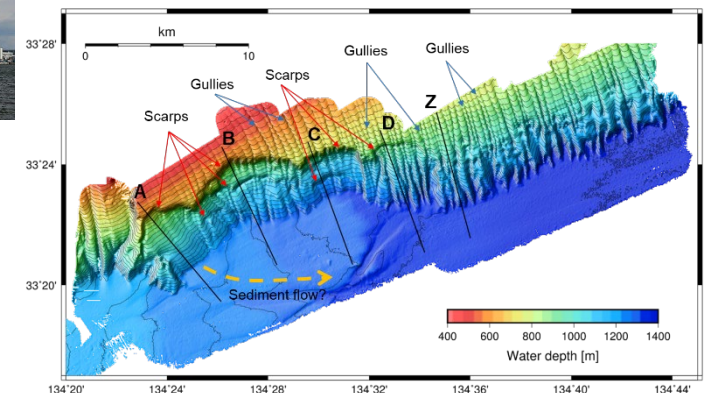 km
0 10
33°28'
33°24'
33°20'
Gullies
Gullies
Gullies
Scarps
Scarps
A
B
C
D
Z
Sediment flow?
400 600 800 1000 1200 1400
Water depth [m]
134°20' 134°24' 134°28' 134°32' 134°36' 134°40' 134°44'